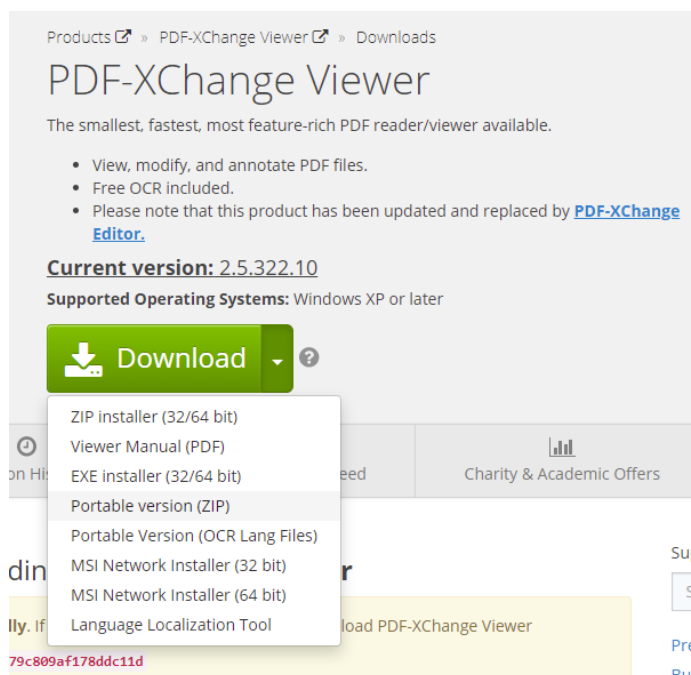 Products » PDF-XChange Viewer » Downloads
PDF-XChange Viewer
The smallest, fastest, most feature-rich PDF reader/viewer available.
• View, modify, and annotate PDF files.
• Free OCR included.
• Please note that this product has been updated and replaced by PDF-XChange
Editor.
Current version: 2.5.322.10
Supported Operating Systems: Windows XP or later
Download
ZIP installer (32/64 bit)
Viewer Manual (PDF)
EXE installer (32/64 bit)
Portable version (ZIP)
Portable Version (OCR Lang Files)
MSI Network Installer (32 bit)
MSI Network Installer (64 bit)
Language Localization Tool
on His
eed
Charity & Academic Offers
din
r
lly. If
load PDF-XChange Viewer
79c809af178ddc11d
Su
S
Pre